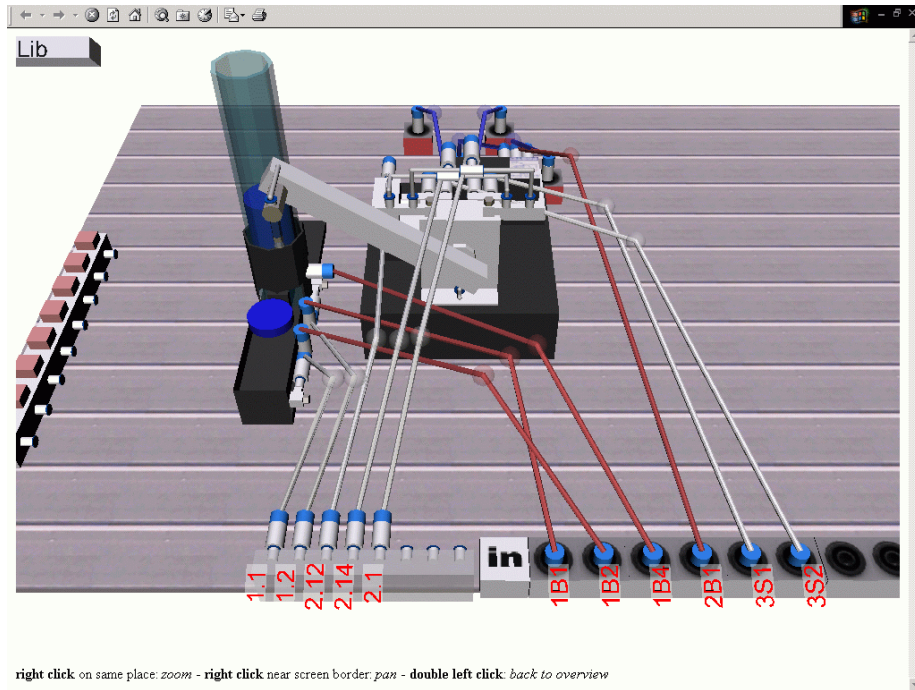 Lib
in
1.1
1.2
2.12
2.14
2.1
1B1
1B2
1B4
2B1
3S1
3S2
right click on same place: zoom - right click near screen border: pan - double left click: back to overview